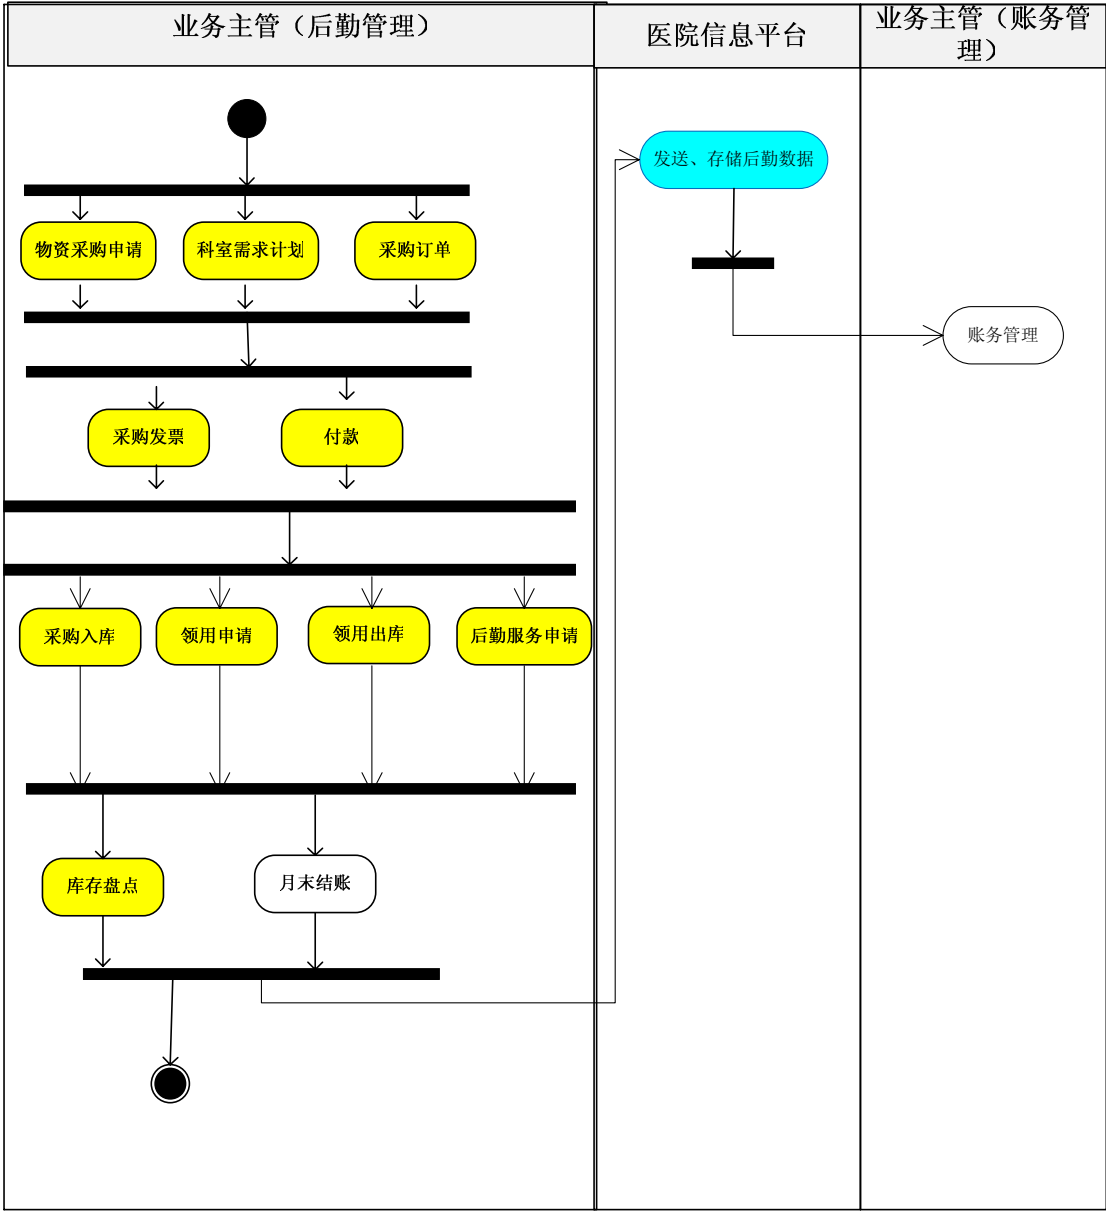 业务主管（后勤管理）
医院信息平台
业务主管（账务管
理）
发送、存储后勤数据
物资采购申请
科室需求计划
采购订单
账务管理
采购发票
付款
采购入库
领用申请
领用出库
后勤服务申请
库存盘点
月末结账